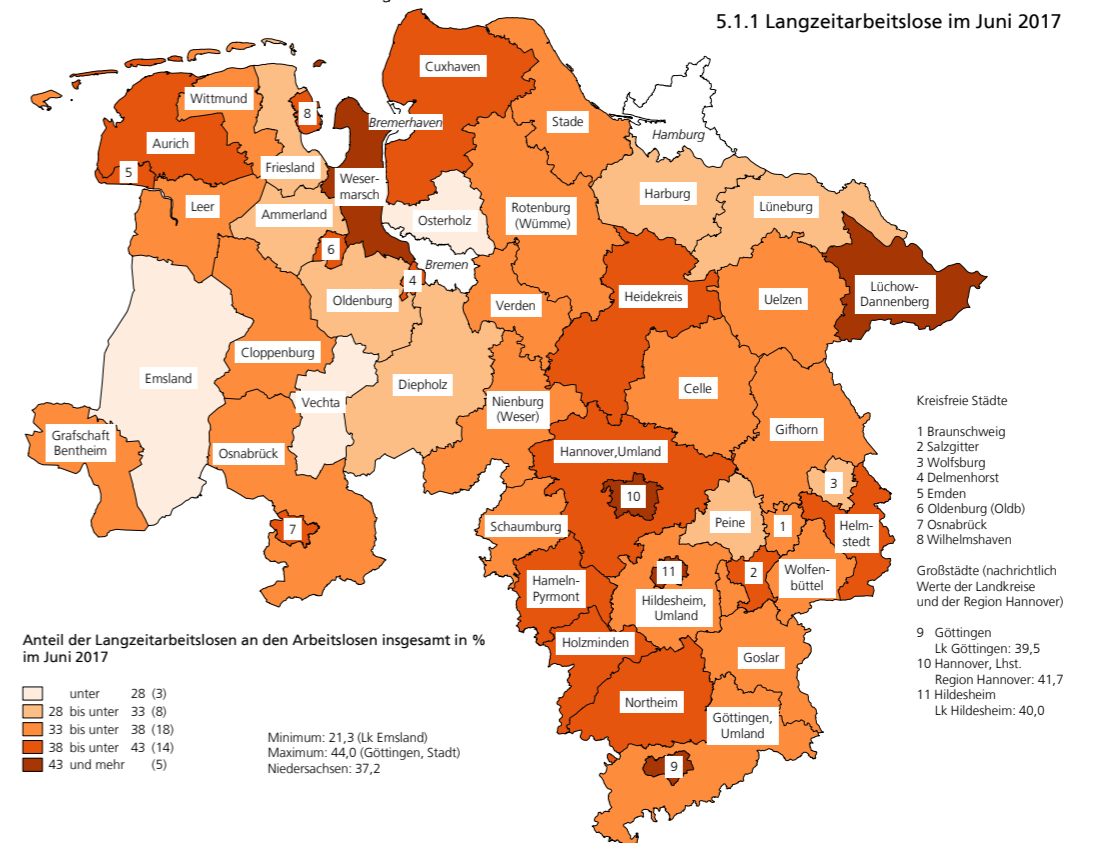 5.1.1 Langzeitarbeitslose im Juni 2017
Cuxhaven
Wittmund
8
Bremerhaven
Stade
Hamburg
Aurich
5
Friesland
Weser-
marsch
Harburg
Leer
Ammerland
Osterholz
Rotenburg
(Wümme)
Lüneburg
6
Bremen
4
Oldenburg
Verden
Heidekreis
Uelzen
Lüchow-
Dannenberg
Cloppenburg
Emsland
Vechta
Diepholz
Nienburg
(Weser)
Celle
Gifhorn
Grafschaft
Bentheim
Osnabrück
Hannover,Umland
3
10
7
Schaumburg
Peine
1
Helm-
stedt
11
2
Wolfen-
büttel
Hameln-
Pyrmont
Hildesheim,
Umland
Holzminden
Goslar
Northeim
Göttingen,
Umland
9
Kreisfreie Städte
1 Braunschweig
2 Salzgitter
3 Wolfsburg
4 Delmenhorst
5 Emden
6 Oldenburg (Oldb)
7 Osnabrück
8 Wilhelmshaven
Großstädte (nachrichtlich
Werte der Landkreise
und der Region Hannover)
9 Göttingen
Lk Göttingen: 39,5
10 Hannover, Lhst.
Region Hannover: 41,7
11 Hildesheim
Lk Hildesheim: 40,0
Anteil der Langzeitarbeitslosen an den Arbeitslosen insgesamt in %
im Juni 2017
unter 28 (3)
28 bis unter 33 (8)
33 bis unter 38 (18)
38 bis unter 43 (14)
43 und mehr (5)
Minimum: 21,3 (Lk Emsland)
Maximum: 44,0 (Göttingen, Stadt)
Niedersachsen: 37,2